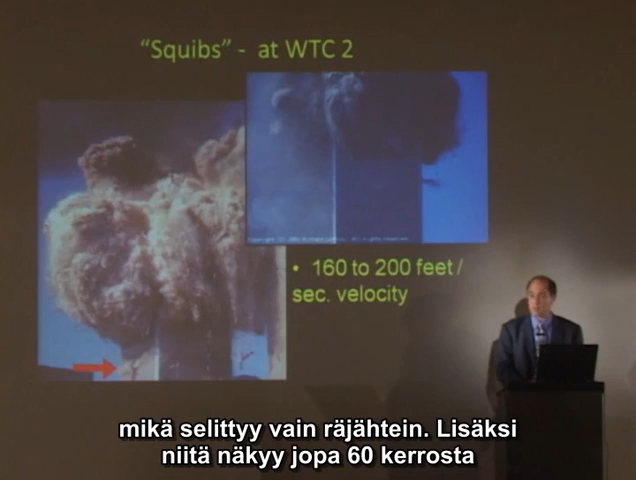 “Squibs” - at WTC 2
• 160 to 200 feet /
sec. velocity
mikä selittyy vain räjähtein. Lisäksi
niitä näkyy jopa 60 kerrosta